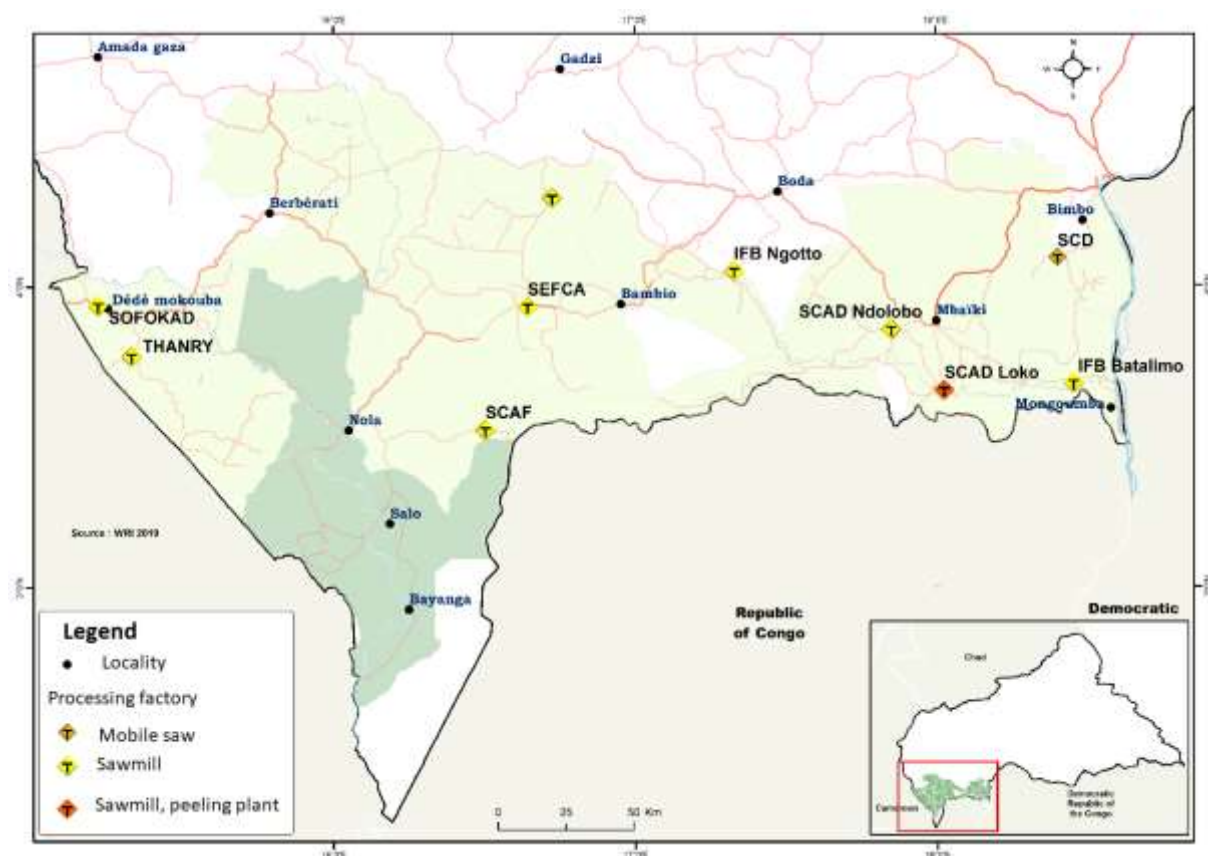 Amada gaza
Gadzi
N
Boda
Berbérati
Bimbo
SCD
IFB Ngotto
Dédé mokouba
SOFOKAD
SEFCA
Bambio
SCAD Ndolobo
Mbaïki
THANRY
SCAD Loko
IFB Batalimo
Mongoumba
SCAF
Nola
Salo
Source : WRI 2019
Bayanga
Republic
of Congo
Democratic
Legend
Locality
Processing factory
Mobile saw
Sawmill
Sawmill, peeling plant
0 25 50 Km
Chad
Cameroon
Democratic
Republic of
the Congo